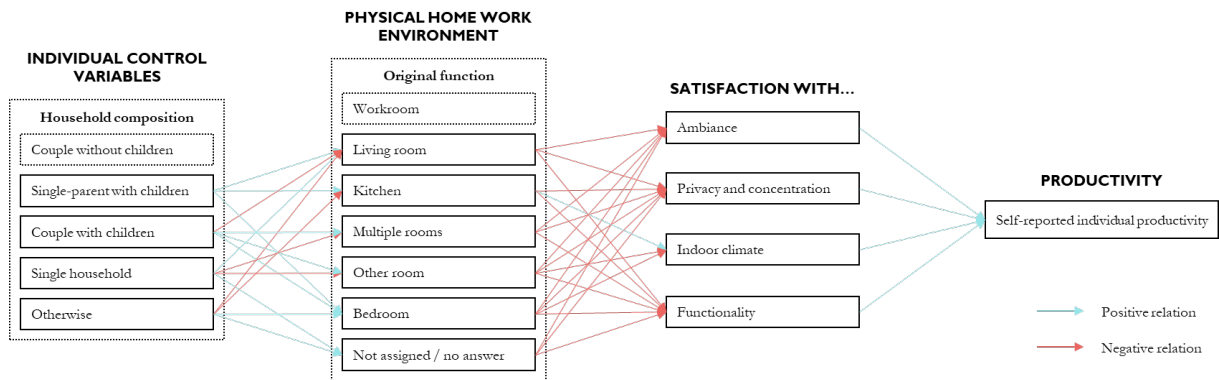 INDIVIDUAL CONTROL
VARIABLES
Household composition
Couple without children
Single-parent with children
Couple with children
Single household
Otherwise
PHYSICAL HOME WORK
ENVIRONMENT
Original function
Workroom
Living room
Kitchen
Multiple rooms
Other room
Bedroom
Not assigned / no answer
SATISFACTION WITH...
Ambiance
Privacy and concentration
Indoor climate
Functionality
PRODUCTIVITY
Self-reported individual productivity
Positive relation
Negative relation